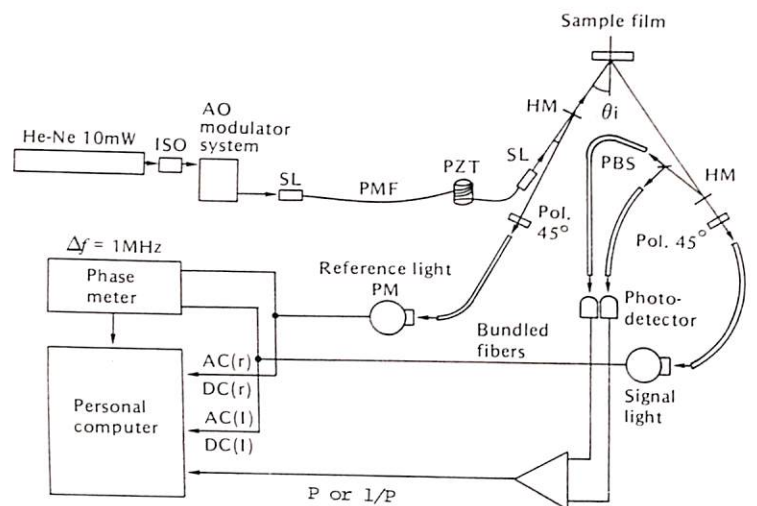 Sample film
AO
modulator
system
He-Ne 10mW
ISO
HM
θi
PZT
SL
SL
PMF
PBS
HM
Pol.
45°
Pol. 45°
Δf = 1MHz
Phase
meter
Reference light
PM
Photo-
detector
Bundled
fibers
AC(r)
DC(r)
AC(l)
DC(l)
Personal
computer
Signal
light
P or 1/P